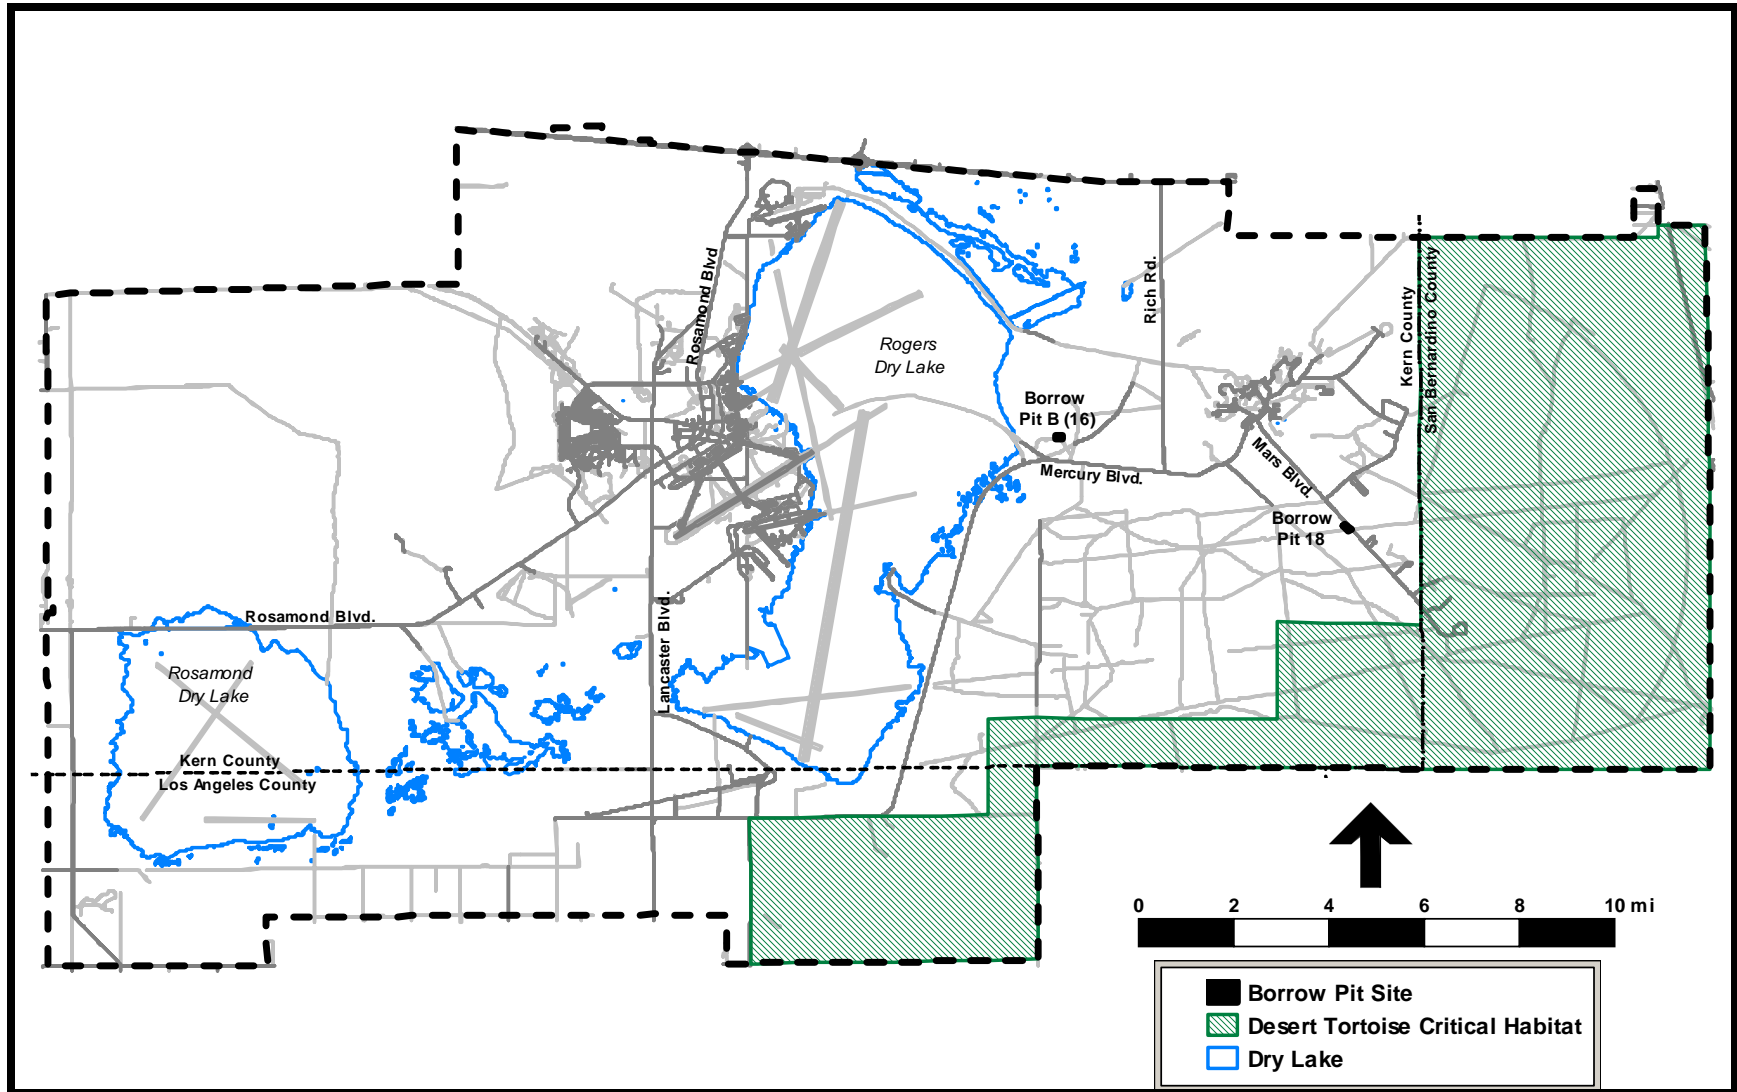 Rosamond Blvd
Rich Rd.
Kern County
San Bernardino County
Rogers
Dry Lake
Borrow
Pit B (16)
Mercury Blvd.
Mars Blvd.
Borrow
Pit 18
Rosamond Blvd.
Lancaster Blvd.
Rosamond
Dry Lake
Kern County
Los Angeles County
0 2 4 6 8 10 mi
Borrow Pit Site
Desert Tortoise Critical Habitat
Dry Lake